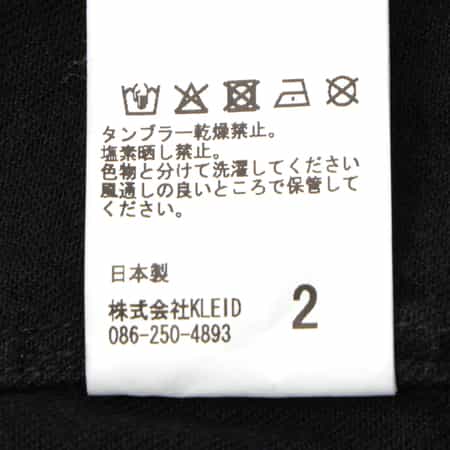 タンブラー乾燥禁止。
塩素晒し禁止。
色物と分けて洗濯してください
風通しの良いところで保管して
ください。
日本製
株式会社KLEID
086-250-4893
2